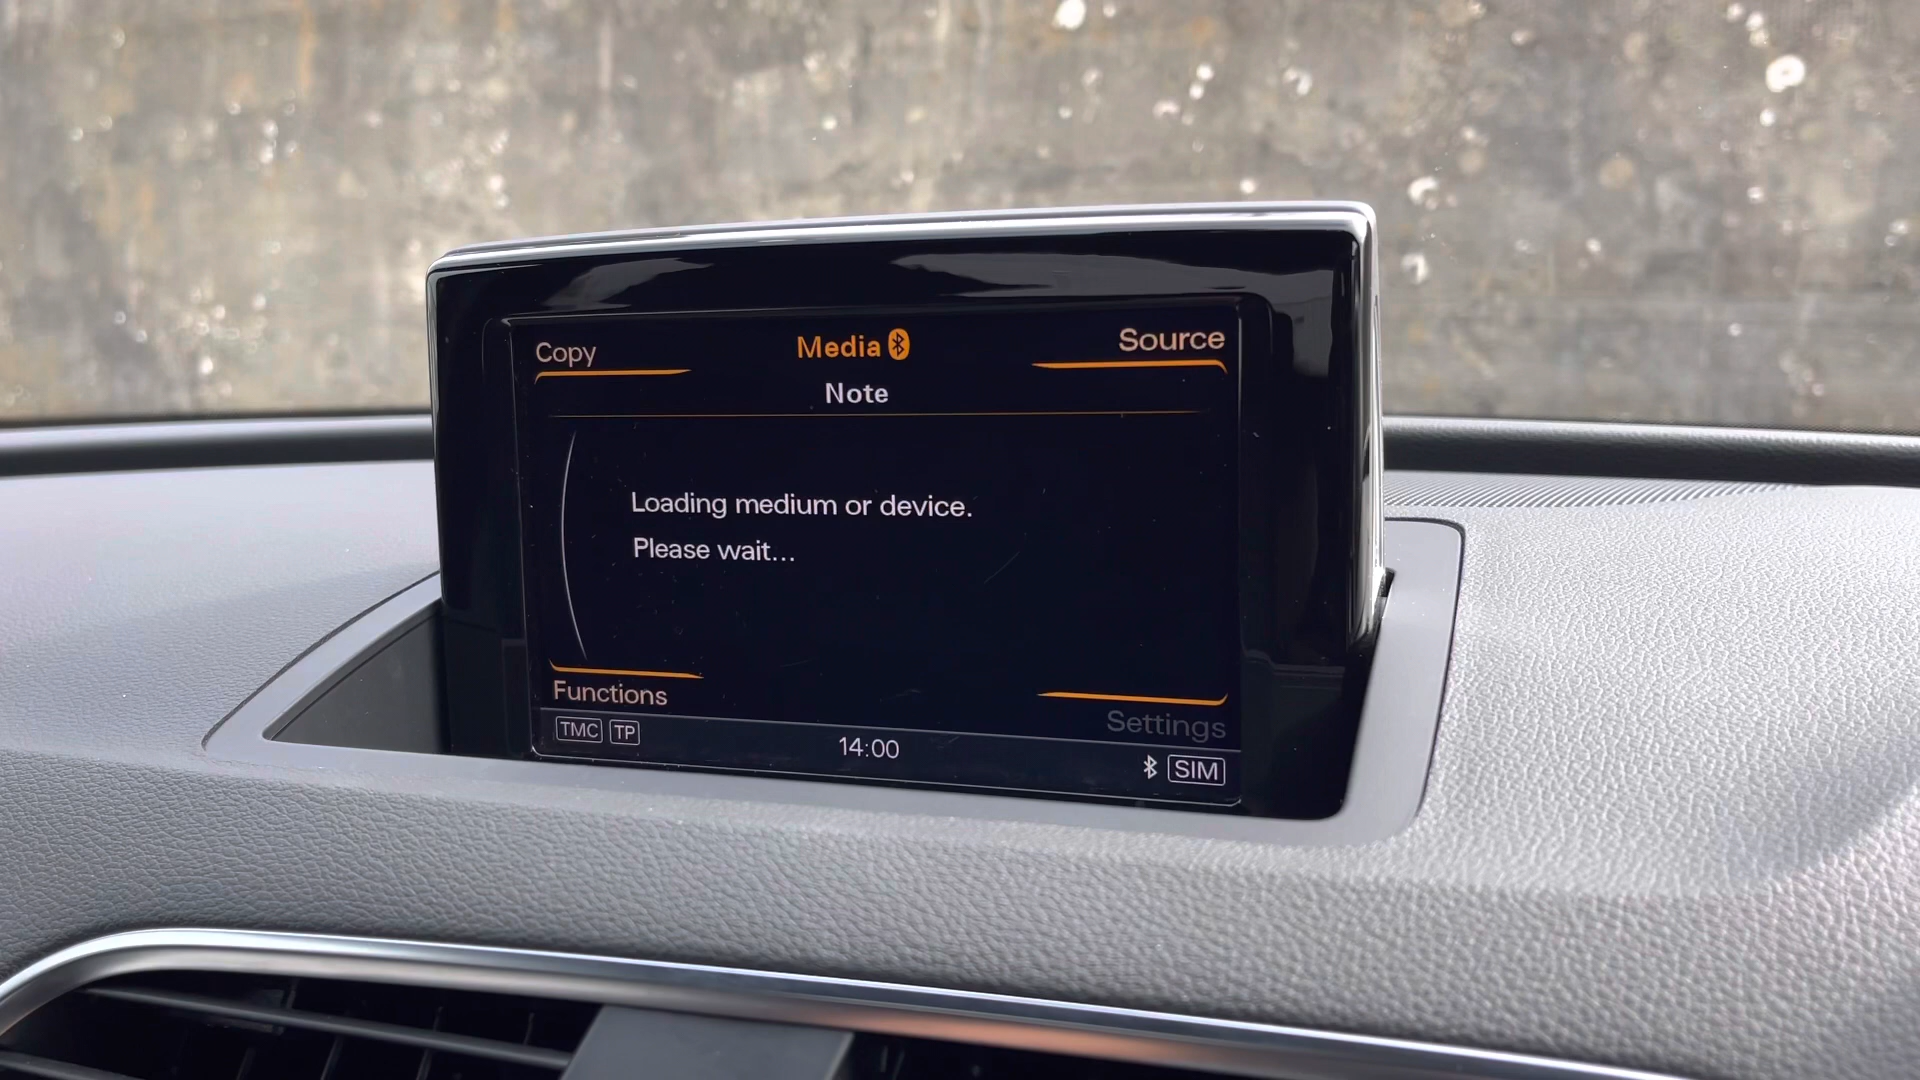 Copy
Media
Source
Note
Loading medium or device.
Please wait...
Functions
Settings
TMC TP
14:00
SIM